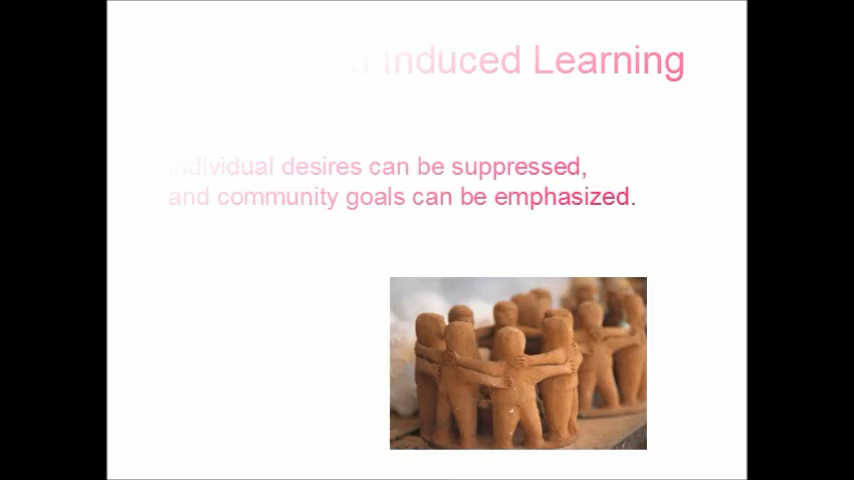 Induced Learning
individual desires can be suppressed,
and community goals can be emphasized.